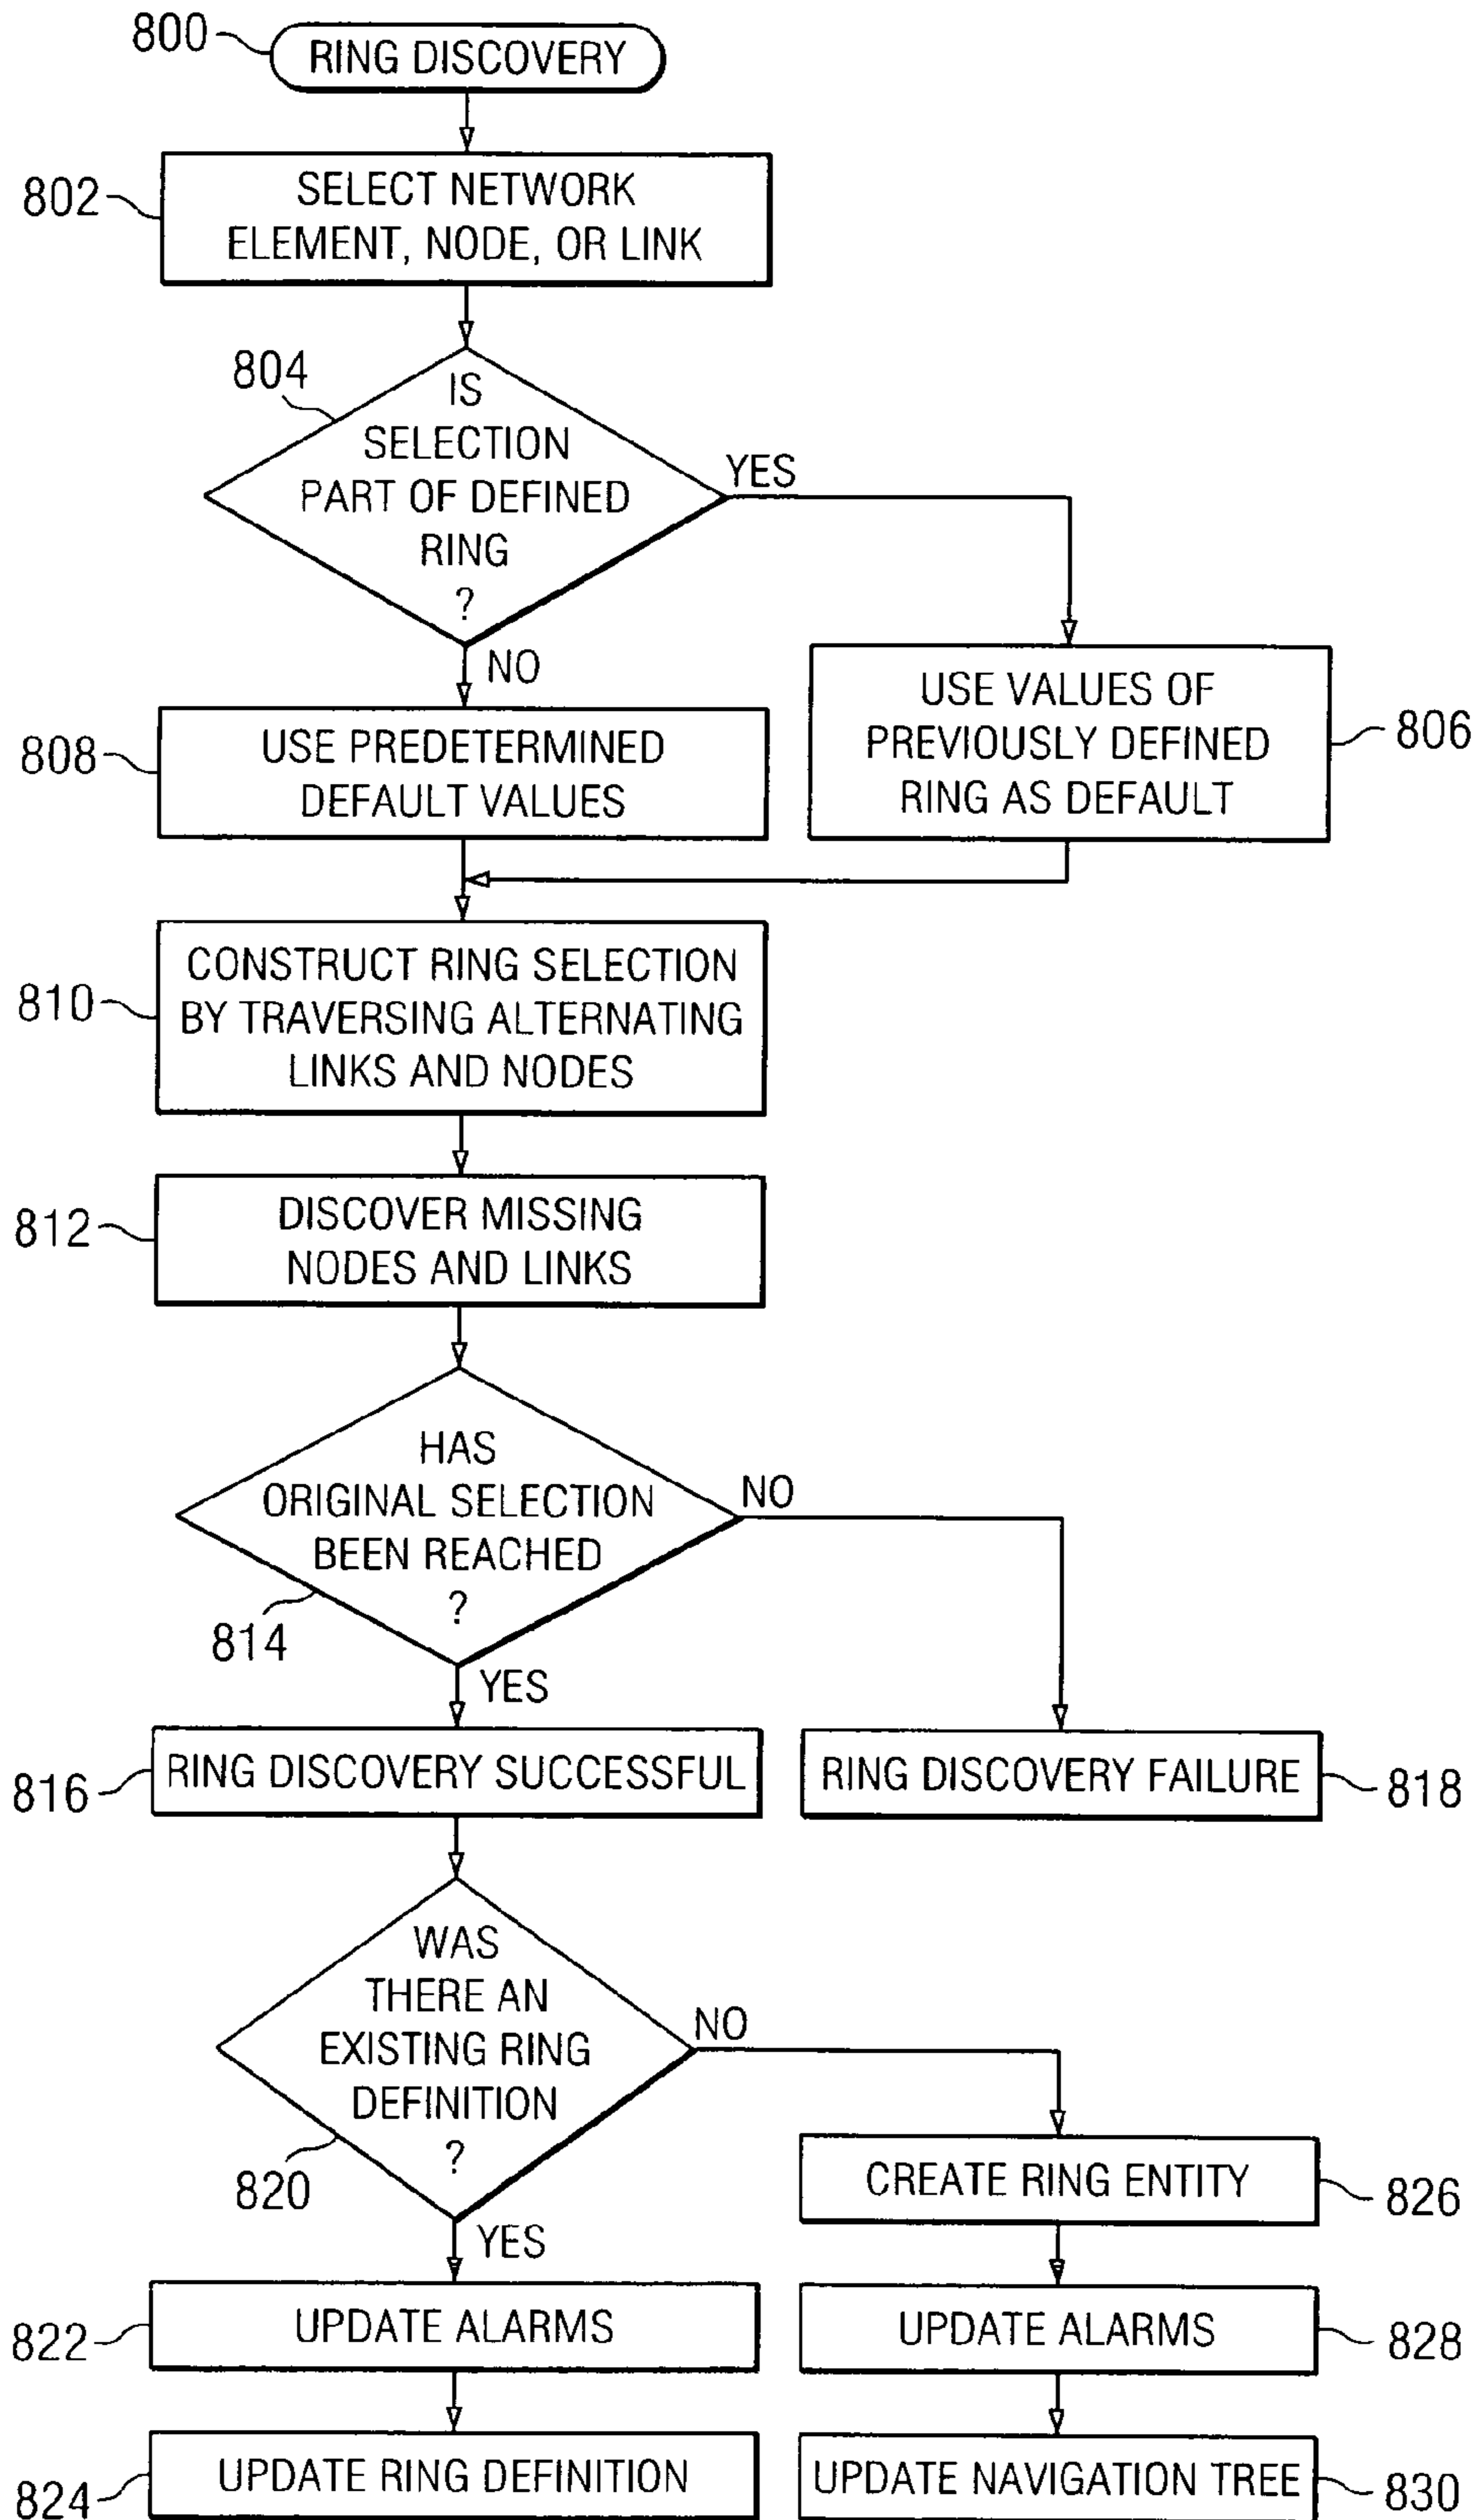 800
RING DISCOVERY
802
SELECT NETWORK
ELEMENT, NODE, OR LINK
804
IS
SELECTION
PART OF DEFINED
RING
?
YES
NO
808
USE PREDETERMINED
DEFAULT VALUES
USE VALUES OF
PREVIOUSLY DEFINED
RING AS DEFAULT
806
810
CONSTRUCT RING SELECTION
BY TRAVERSING ALTERNATING
LINKS AND NODES
812
DISCOVER MISSING
NODES AND LINKS
HAS
ORIGINAL SELECTION
BEEN REACHED
?
814
NO
YES
816
RING DISCOVERY SUCCESSFUL
RING DISCOVERY FAILURE
818
WAS
THERE AN
EXISTING RING
DEFINITION
?
820
NO
YES
CREATE RING ENTITY
826
822
UPDATE ALARMS
UPDATE ALARMS
828
824
UPDATE RING DEFINITION
UPDATE NAVIGATION TREE
830